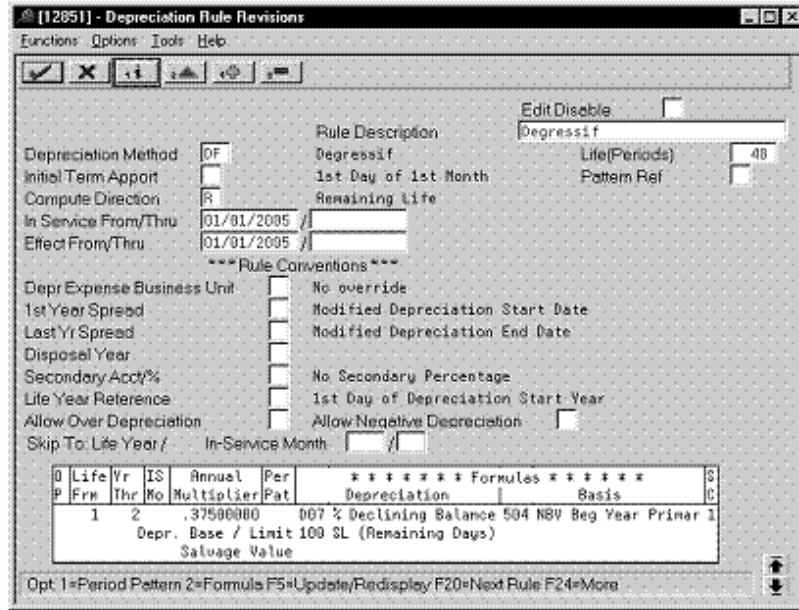 [12851] - Depreciation Rule Revisions
Functions Options Tools Help
Edit Disable
Rule Description Degressif
Depreciation Method DF Degressif Life(Periods) 48
Initial Term Apport 1st Day of 1st Month Pattern Ref
Compute Direction R Remaining Life
In Service From/Thru 01/01/2005 /
Effect From/Thru 01/01/2005 /
*** Rule Conventions ***
Depr Expense Business Unit No override
1st Year Spread Modified Depreciation Start Date
Last Yr Spread Modified Depreciation End Date
Disposal Year
Secondary Acct/% No Secondary Percentage
Life Year Reference 1st Day of Depreciation Start Year
Allow Over Depreciation Allow Negative Depreciation
Skip To: Life Year / In-Service Month /
O Life Yr IS Annual Per * * * * * * * Formulas * * * * * * S
P Frm Thr Mo Multiplier Pat Depreciation Basis C
1 2 .37500000 D07 % Declining Balance 504 NBV Beg Year Primar 1
Depr. Base / Limit 100 SL (Remaining Days)
Salvage Value
Opt: 1=Period Pattern 2=Formula F5=Update/Redisplay F20=Next Rule F24=More